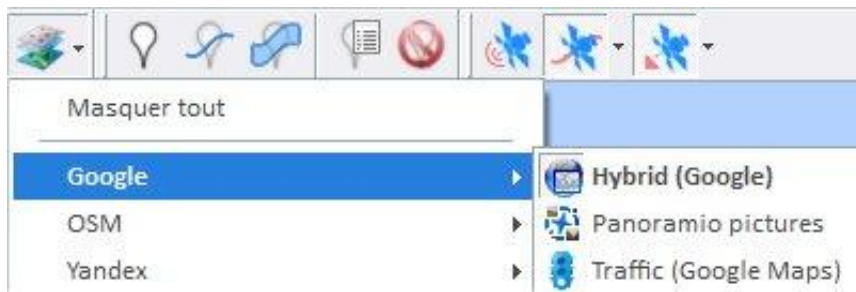 Masquer tout
Google
Hybrid (Google)
OSM
Panoramio pictures
Yandex
Traffic (Google Maps)